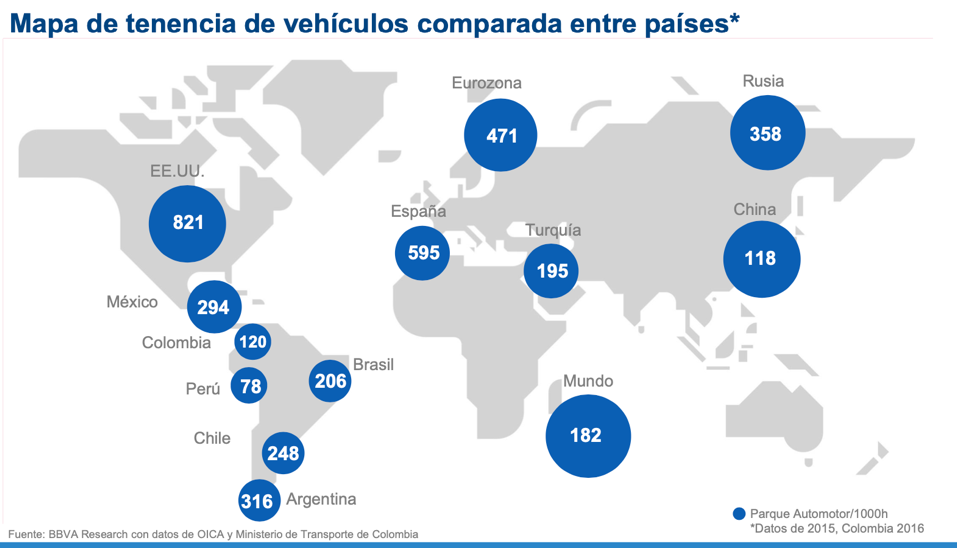 Mapa de tenencia de vehículos comparada entre países*
Eurozona
471
Rusia
358
EE.UU.
821
España
595
Turquía
195
China
118
México
294
Colombia
120
Perú
78
Brasil
206
Mundo
182
Chile
248
316
Argentina
Parque Automotor/1000h
*Datos de 2015, Colombia 2016
Fuente: BBVA Research con datos de OICA y Ministerio de Transporte de Colombia